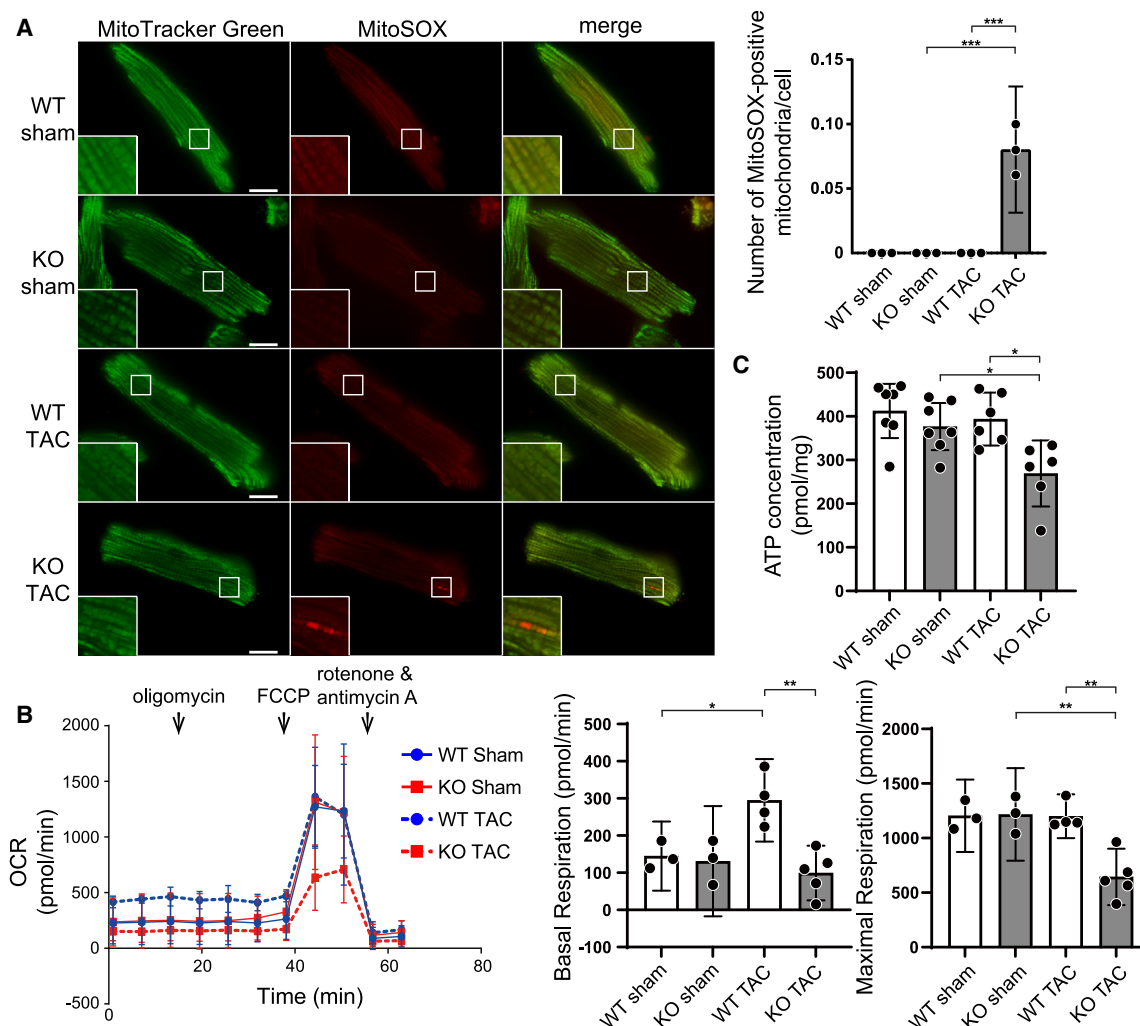 A
MitoTracker Green
MitoSOX
merge
WT
sham
KO
sham
WT
TAC
KO
TAC
Number of MitoSOX-positive
mitochondria/cell
***
***
0.15
0.10
0.05
0
WT sham
KO sham
WT TAC
KO TAC
C
ATP concentration
(pmol/mg)
*
*
500
400
300
200
100
0
WT sham
KO sham
WT TAC
KO TAC
B
oligomycin
FCCP
rotenone &
antimycin A
OCR
(pmol/min)
2000
1500
1000
500
0
-500
0
20
40
60
80
Time (min)
WT Sham
KO Sham
WT TAC
KO TAC
Basal Respiration (pmol/min)
*
**
500
400
300
200
100
0
-100
WT sham
KO sham
WT TAC
KO TAC
Maximal Respiration (pmol/min)
**
**
2000
1500
1000
500
0
WT sham
KO sham
WT TAC
KO TAC